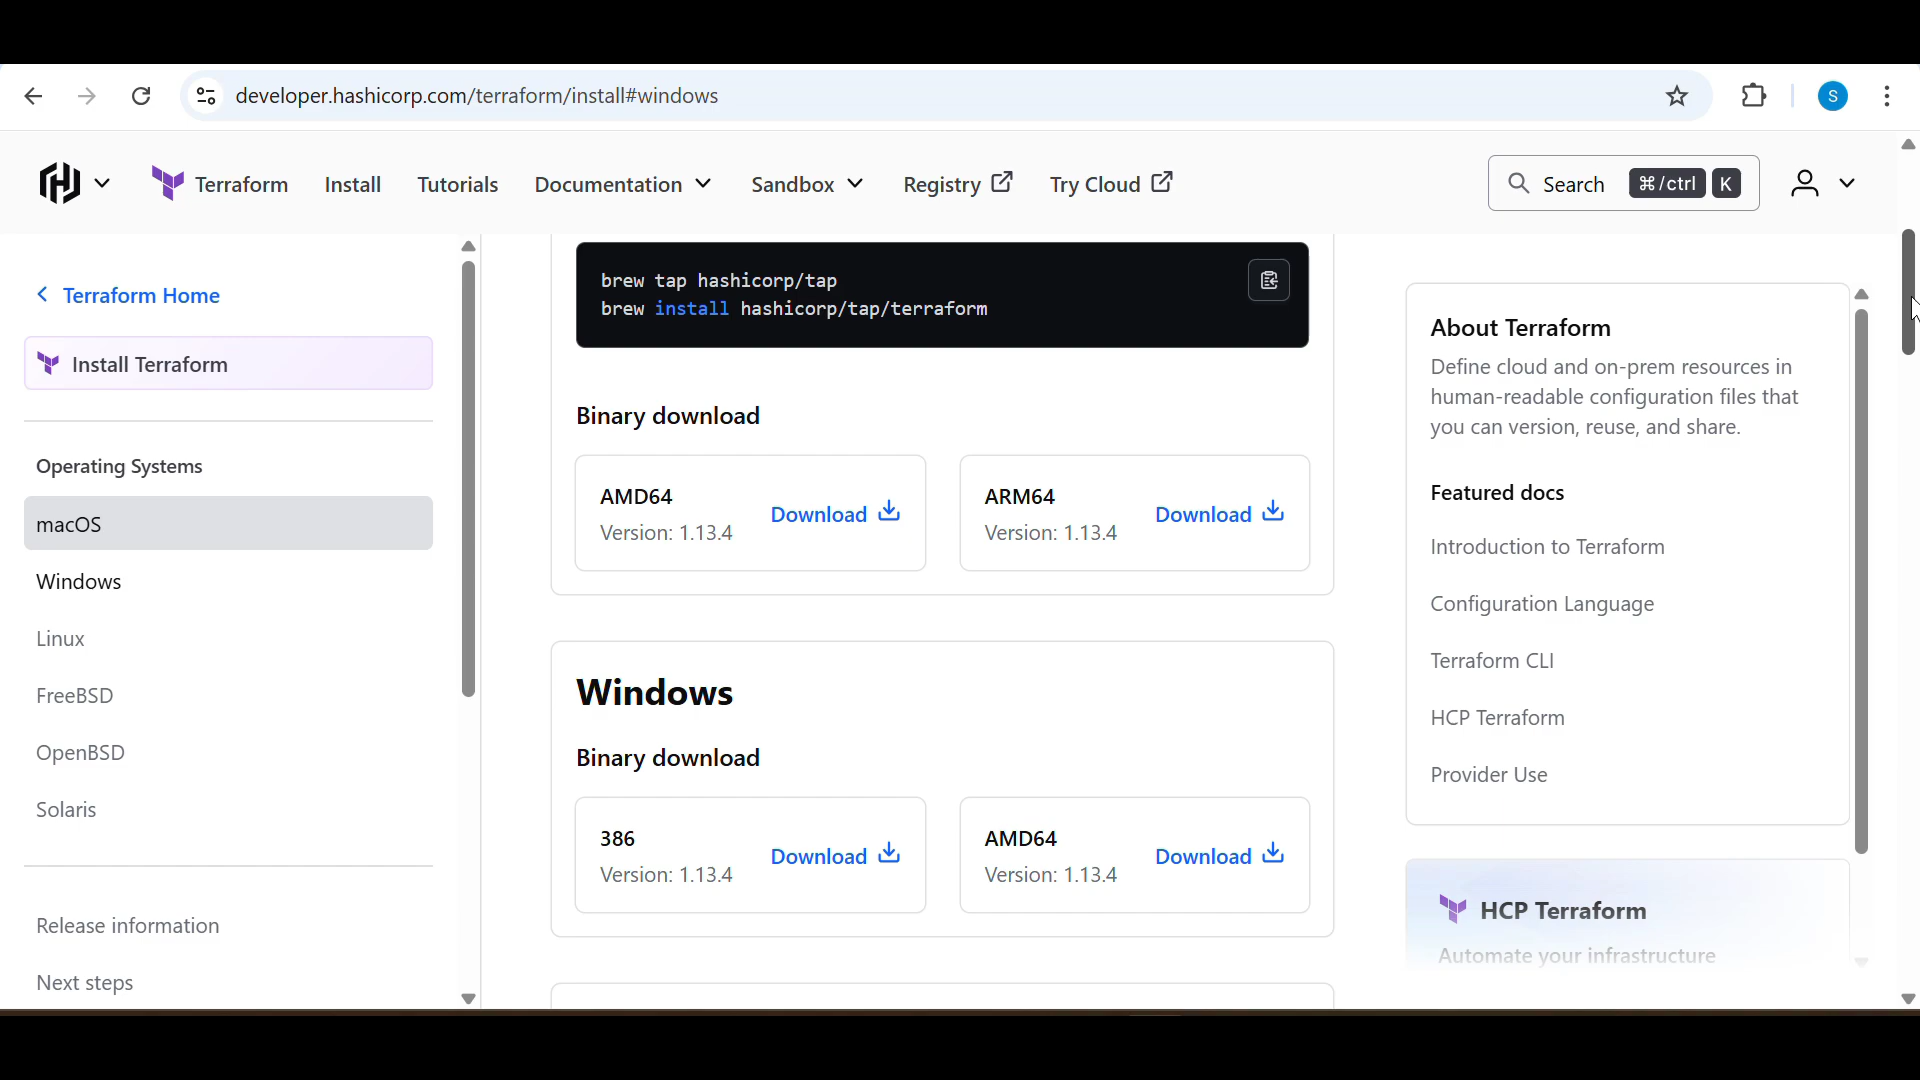 developer.hashicorp.com/terraform/install#windows
S
Terraform
Install
Tutorials
Documentation
Sandbox
Registry
Try Cloud
Search
⌘/ctrl
K
Terraform Home
Install Terraform
Operating Systems
macOS
Windows
Linux
FreeBSD
OpenBSD
Solaris
Release information
Next steps
brew tap hashicorp/tap
brew install hashicorp/tap/terraform
Binary download
AMD64
Version: 1.13.4
Download
ARM64
Version: 1.13.4
Download
Windows
Binary download
386
Version: 1.13.4
Download
AMD64
Version: 1.13.4
Download
About Terraform
Define cloud and on-prem resources in
human-readable configuration files that
you can version, reuse, and share.
Featured docs
Introduction to Terraform
Configuration Language
Terraform CLI
HCP Terraform
Provider Use
HCP Terraform
Automate your infrastructure